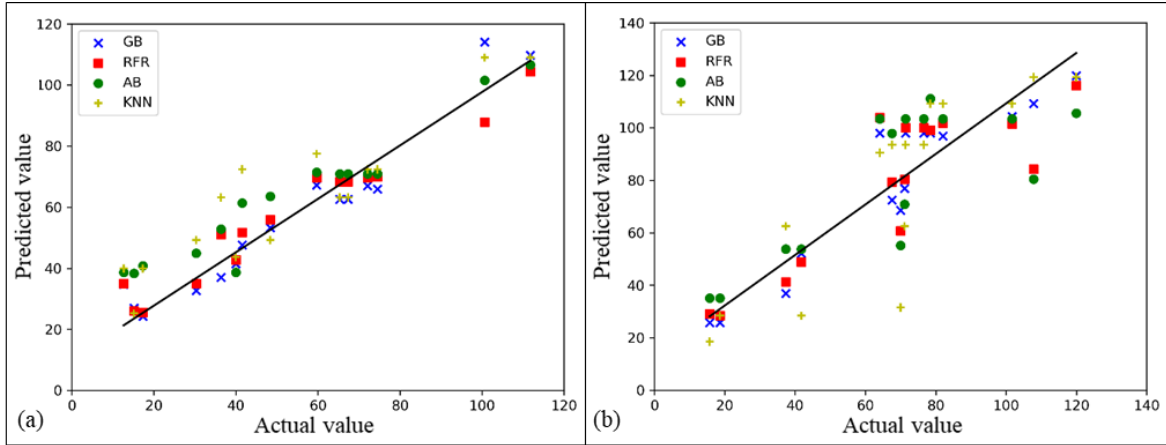 120
100
80
60
40
20
0
Predicted value
GB
RFR
AB
KNN
0 20 40 60 80 100 120
Actual value
(a)
140
120
100
80
60
40
20
0
Predicted value
GB
RFR
AB
KNN
0 20 40 60 80 100 120 140
Actual value
(b)